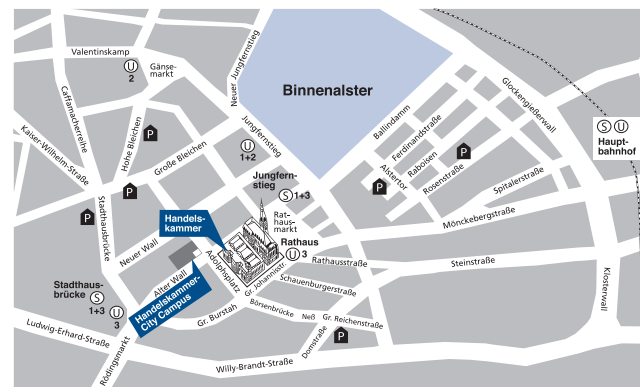 Valentinskamp
U
2
Gänse-
markt
Neuer Jungfernstieg
Binnenalster
Glockengießerwall
Caffamacherreihe
Kaiser-Wilhelm-Straße
Hohe Bleichen
P
Große Bleichen
Jungfernstieg
U
1+2
Ballindamm
Ferdinandstraße
Raboisen
Rosenstraße
Alstertor
P
P
S U
Haupt-
bahnhof
Spitalerstraße
Mönckebergstraße
P
P
Stadthausbrücke
Jungfern-
stieg
S 1+3
Handels-
kammer
Rat-
haus-
markt
Rathaus
U 3
Rathausstraße
Steinstraße
Klosterwall
Neuer Wall
Alter Wall
Adolphsplatz
Gr. Johannisstr.
Schauenburgerstraße
Stadthaus-
brücke
S
1+3
U
3
Handelskammer-
City Campus
Gr. Burstah
Börsenbrücke
Neß
Gr. Reichenstraße
P
Domstraße
Ludwig-Erhard-Straße
Rödingsmarkt
Willy-Brandt-Straße